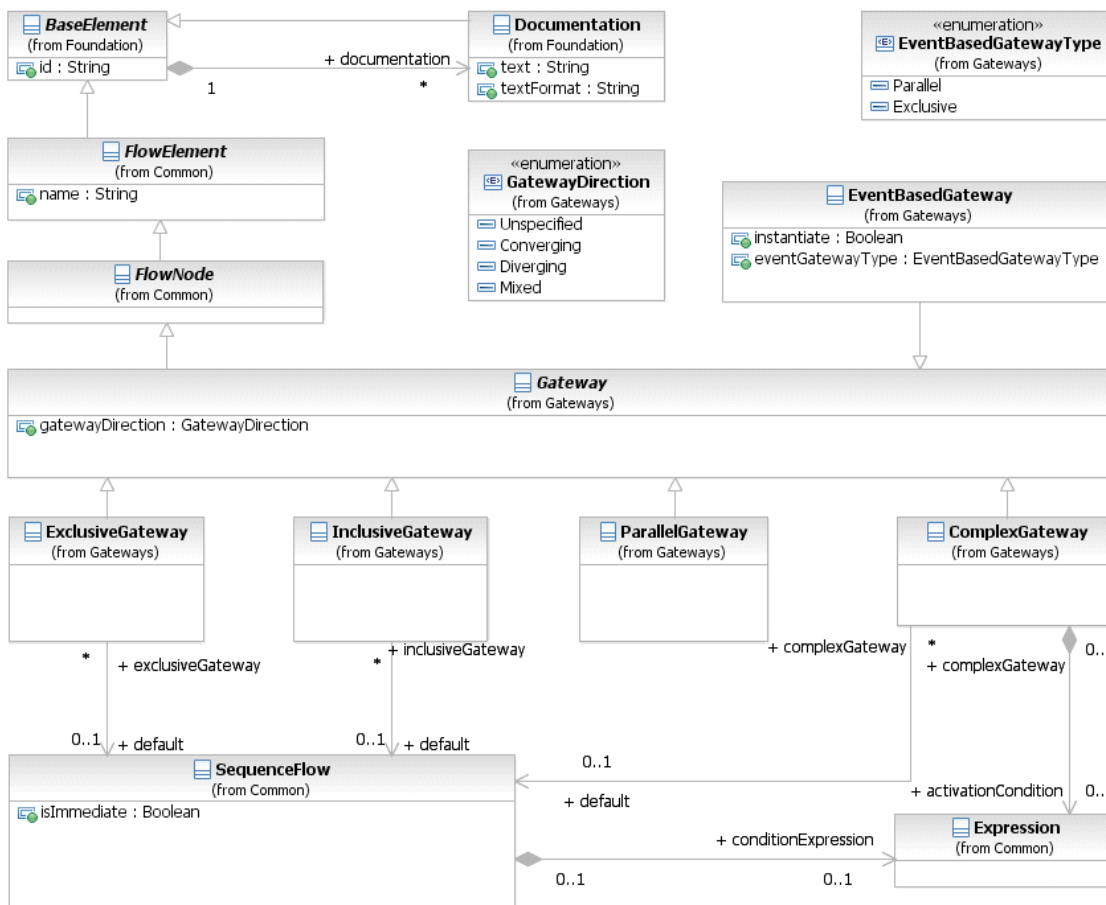 BaseElement
(from Foundation)
id : String
Documentation
(from Foundation)
text : String
textFormat : String
«enumeration»
EventBasedGatewayType
(from Gateways)
Parallel
Exclusive
+ documentation
1
*
FlowElement
(from Common)
name : String
«enumeration»
GatewayDirection
(from Gateways)
Unspecified
Converging
Diverging
Mixed
EventBasedGateway
(from Gateways)
instantiate : Boolean
eventGatewayType : EventBasedGatewayType
FlowNode
(from Common)
Gateway
(from Gateways)
gatewayDirection : GatewayDirection
ExclusiveGateway
(from Gateways)
InclusiveGateway
(from Gateways)
ParallelGateway
(from Gateways)
ComplexGateway
(from Gateways)
*
+ exclusiveGateway
*
+ inclusiveGateway
+ complexGateway
*
+ complexGateway
0..
0..1
+ default
0..1
+ default
0..1
+ default
+ activationCondition
0..
SequenceFlow
(from Common)
isImmediate : Boolean
+ conditionExpression
0..1
0..1
Expression
(from Common)